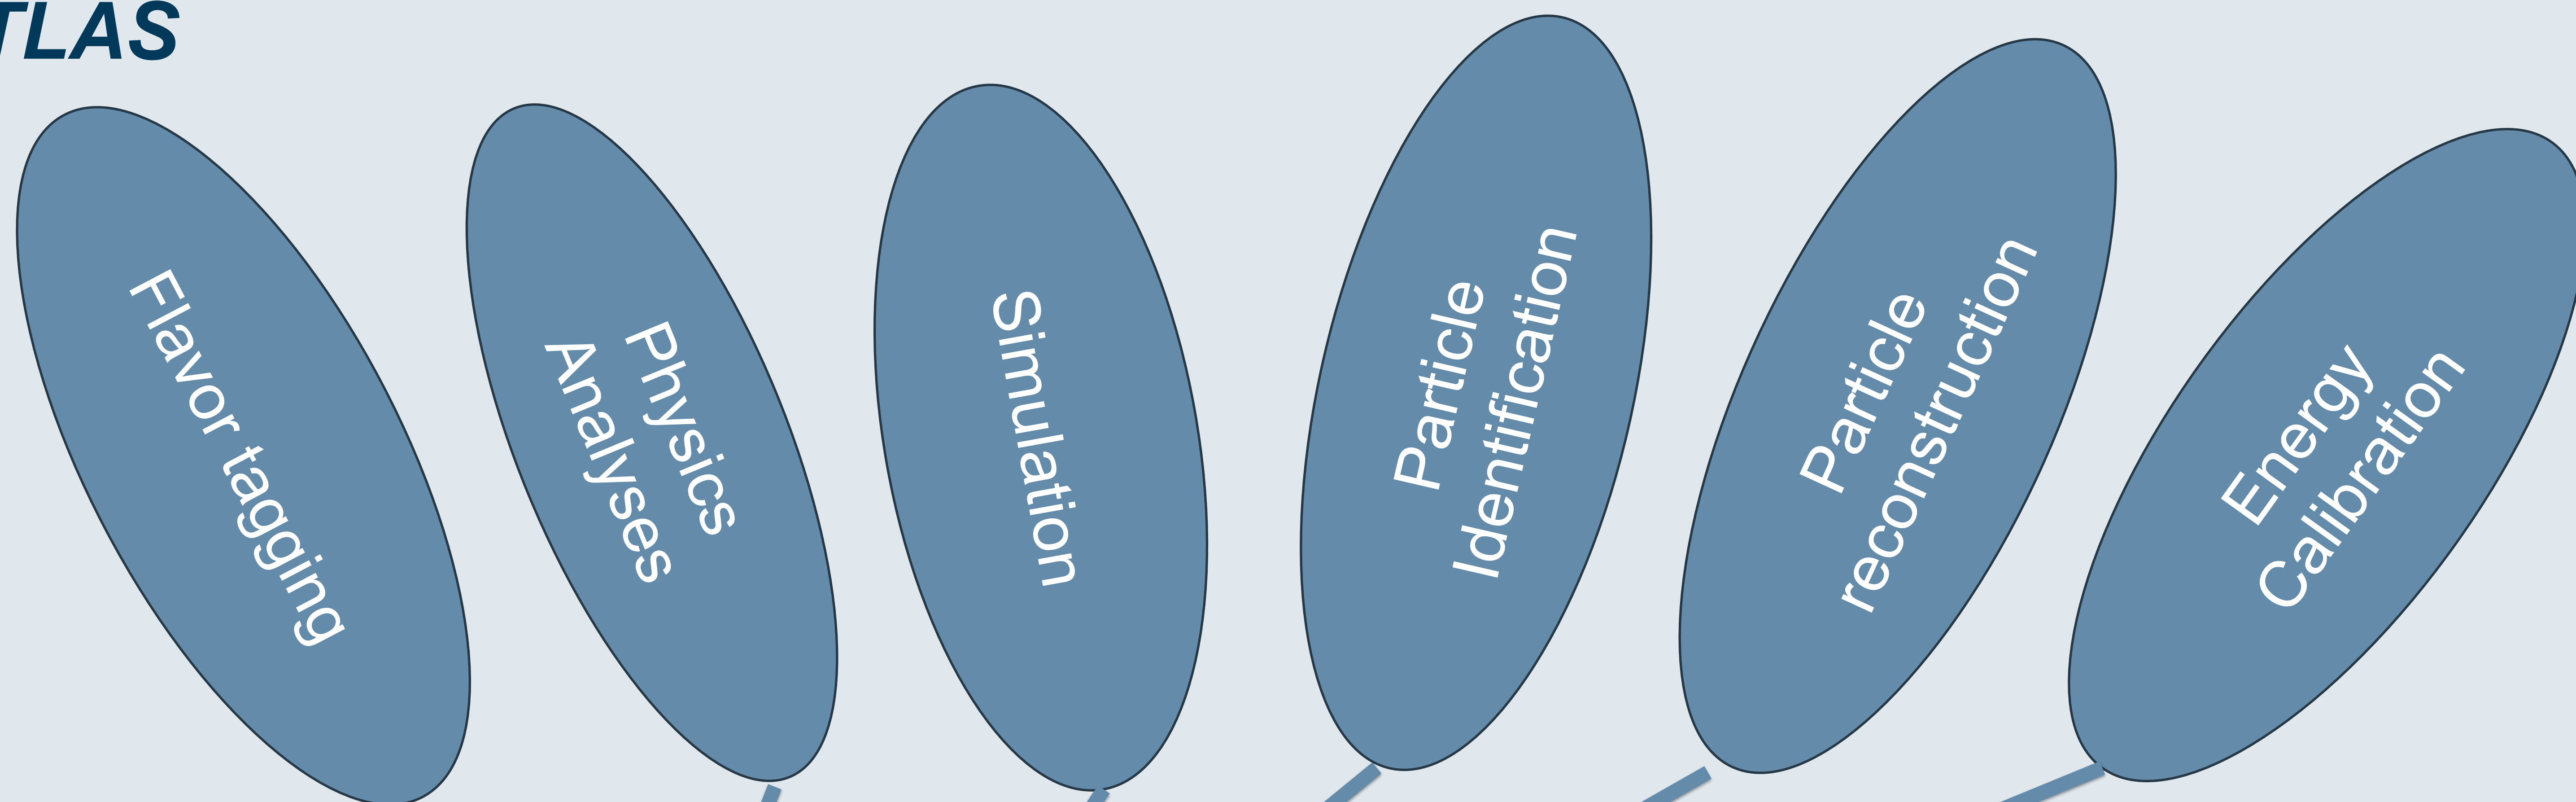 TLAS
Flavor tagging
Physics
Analyses
Simulation
Particle
Identification
Particle
reconstruction
Energy
Calibration